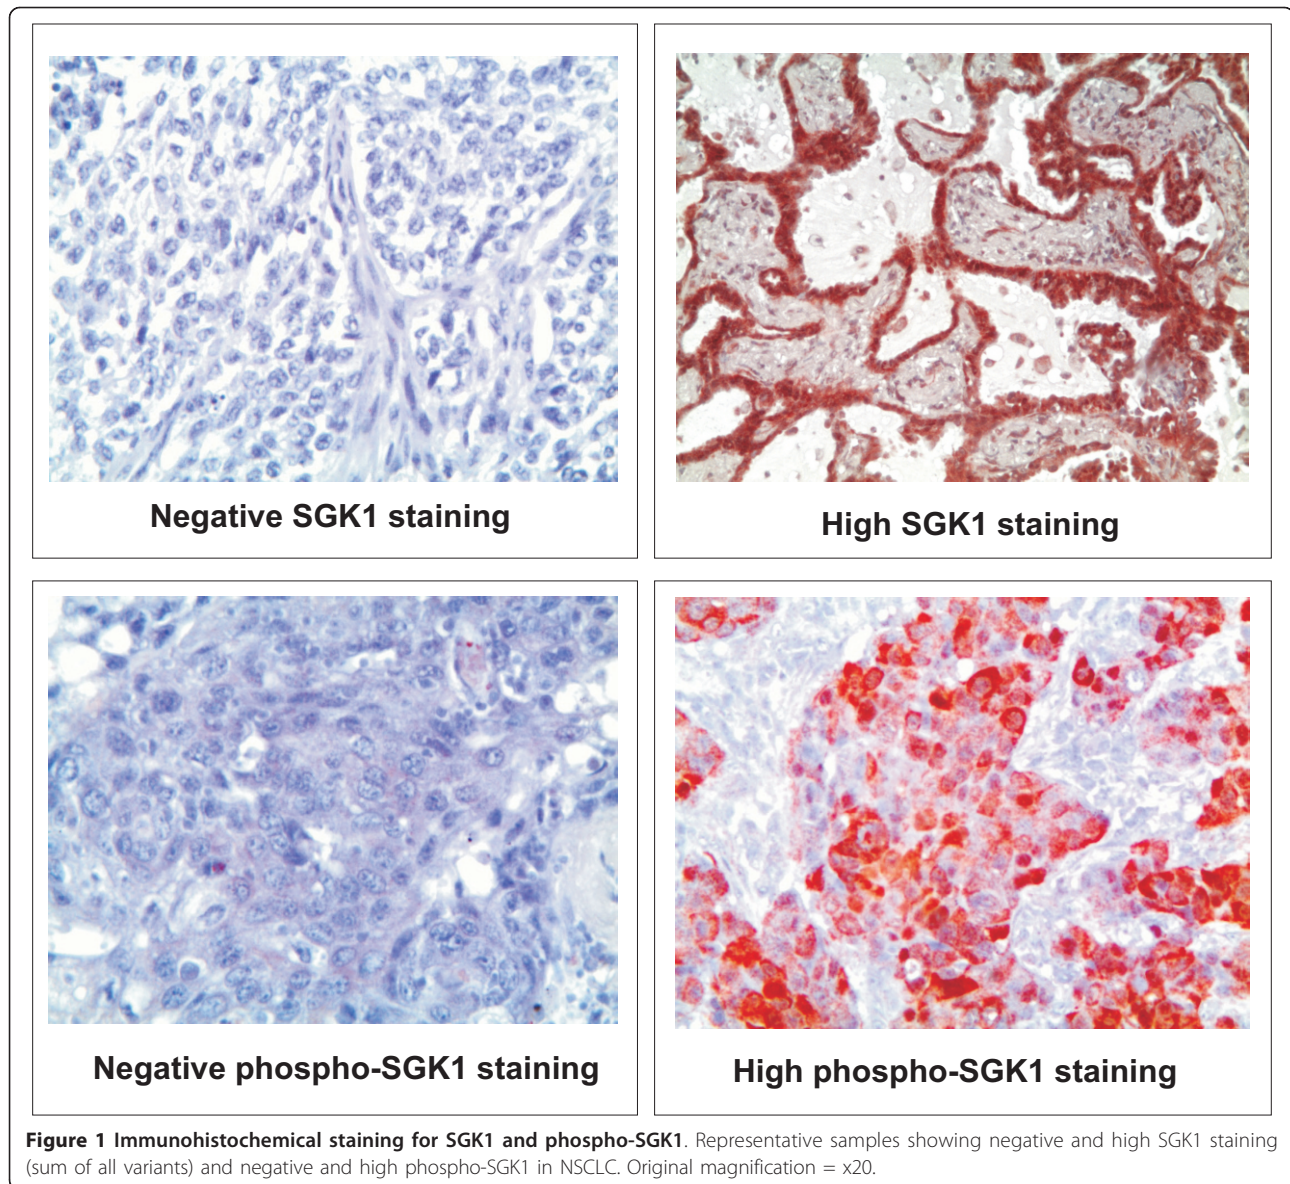 Negative SGK1 staining
High SGK1 staining
Negative phospho-SGK1 staining
High phospho-SGK1 staining
Figure 1 Immunohistochemical staining for SGK1 and phospho-SGK1. Representative samples showing negative and high SGK1 staining
(sum of all variants) and negative and high phospho-SGK1 in NSCLC. Original magnification = x20.